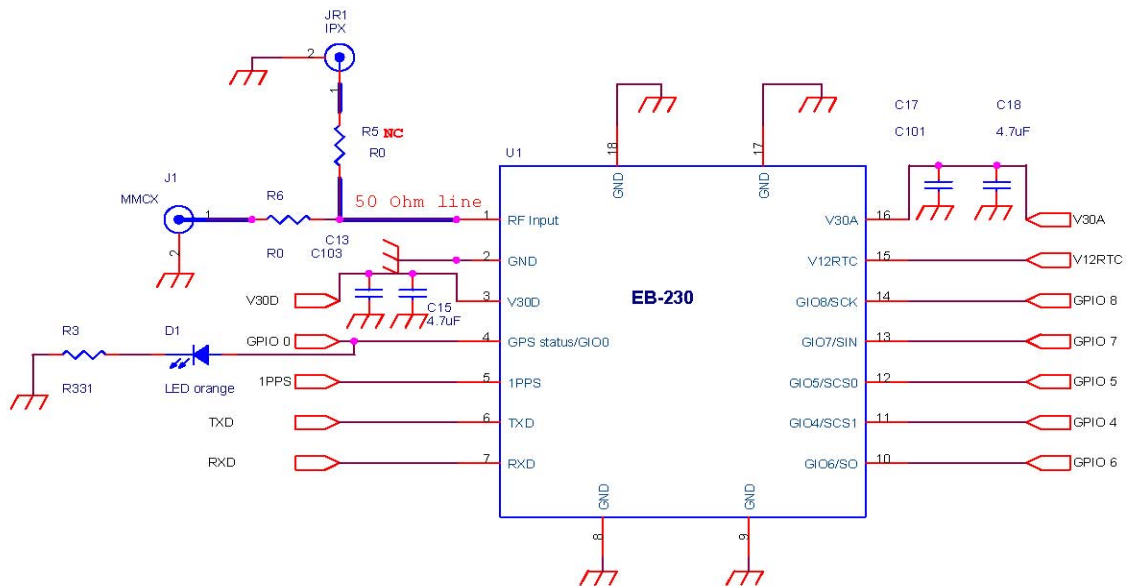 JR1
IPX
2
1
R5 NC
R0
J1
MMCX
1
2
R6
R0
50 Ohm line
C13
C103
C15
4.7uF
V30D
GPIO 0
R3
R331
D1
LED orange
1PPS
TXD
RXD
U1
EB-230
1 RF Input
2 GND
3 V30D
4 GPS status/GIO0
5 1PPS
6 TXD
7 RXD
8 GND
9 GND
10 GIO6/SO
11 GIO4/SCS1
12 GIO5/SCS0
13 GIO7/SIN
14 GIO8/SCK
15 V12RTC
16 V30A
17 GND
18 GND
C17
C101
C18
4.7uF
V30A
V12RTC
GPIO 8
GPIO 7
GPIO 5
GPIO 4
GPIO 6